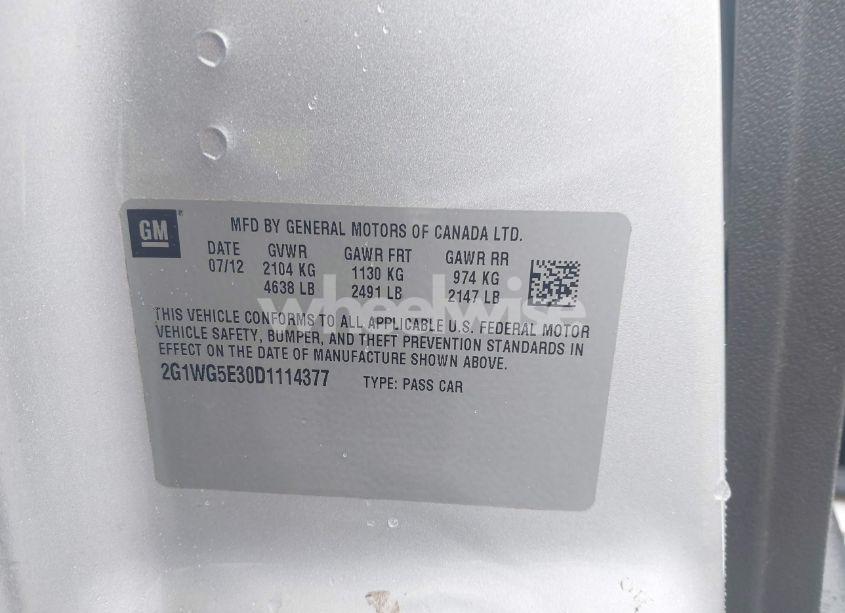 GM
MFD BY GENERAL MOTORS OF CANADA LTD.
DATE GVWR GAWR FRT GAWR RR
07/12 2104 KG 1130 KG 974 KG
4638 LB 2491 LB 2147 LB
wheelwise
THIS VEHICLE CONFORMS TO ALL APPLICABLE U.S. FEDERAL MOTOR
VEHICLE SAFETY, BUMPER, AND THEFT PREVENTION STANDARDS IN
EFFECT ON THE DATE OF MANUFACTURE SHOWN ABOVE.
2G1WG5E30D1114377 TYPE: PASS CAR